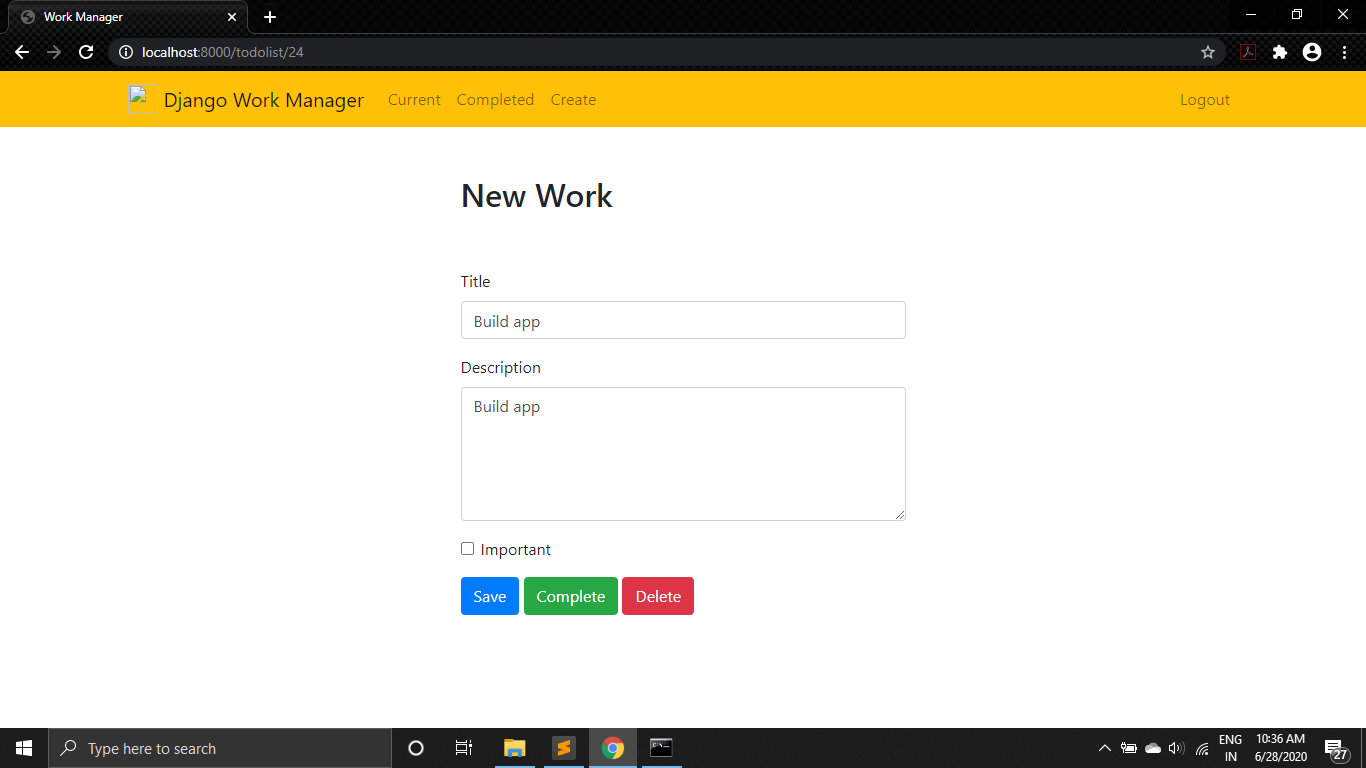 Work Manager
localhost:8000/todolist/24
Django Work Manager Current Completed Create Logout
New Work
Title
Build app
Description
Build app
Important
Save Complete Delete
Type here to search
ENG
IN
10:36 AM
6/28/2020
27